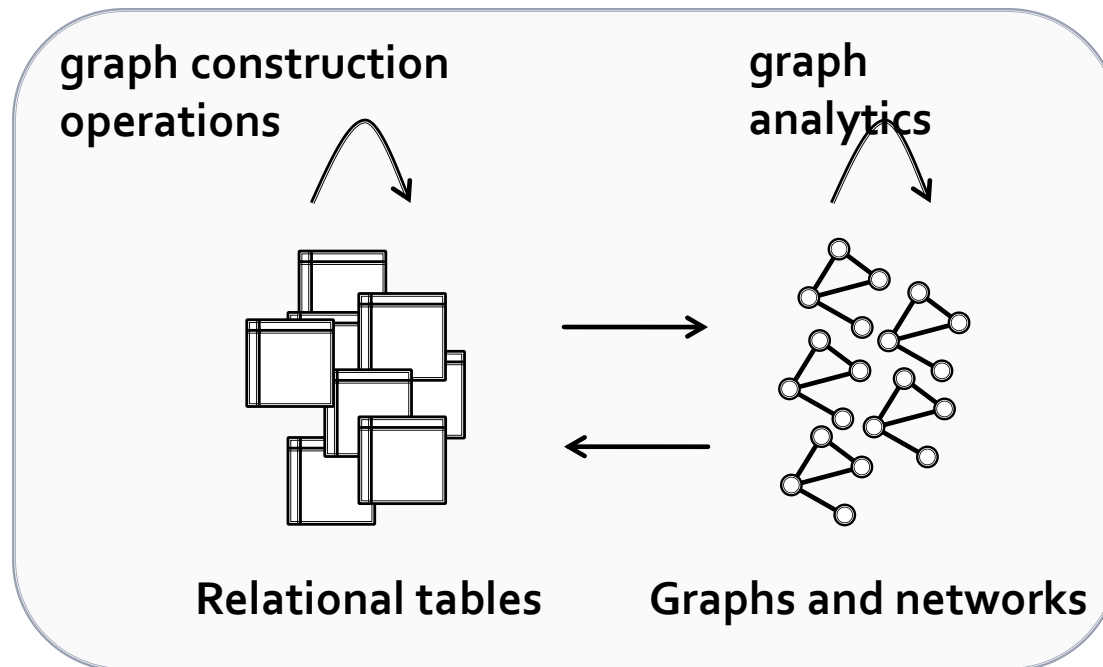 graph construction
operations
graph
analytics
Relational tables
Graphs and networks